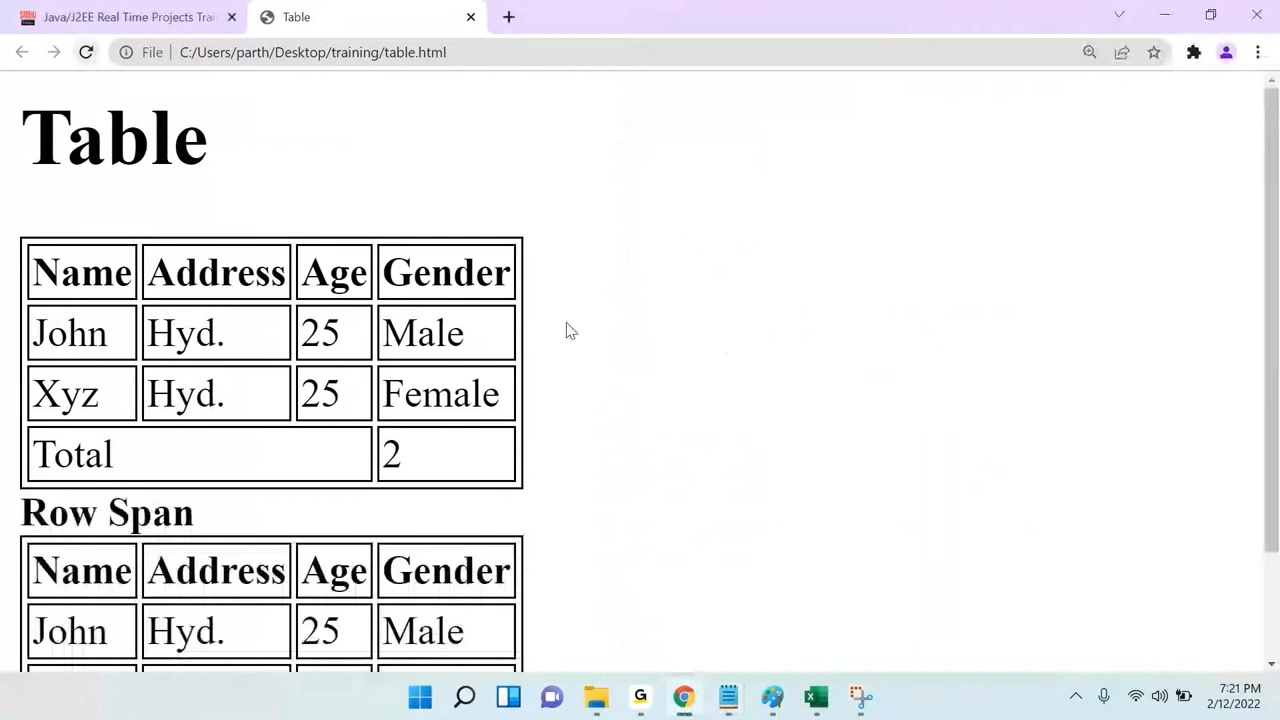 Java/J2EE Real Time Projects Trai
Table
File C:/Users/parth/Desktop/training/table.html
Table
Name Address Age Gender
John Hyd. 25 Male
Xyz Hyd. 25 Female
Total 2
Row Span
Name Address Age Gender
John Hyd. 25 Male
G
7:21 PM
2/12/2022